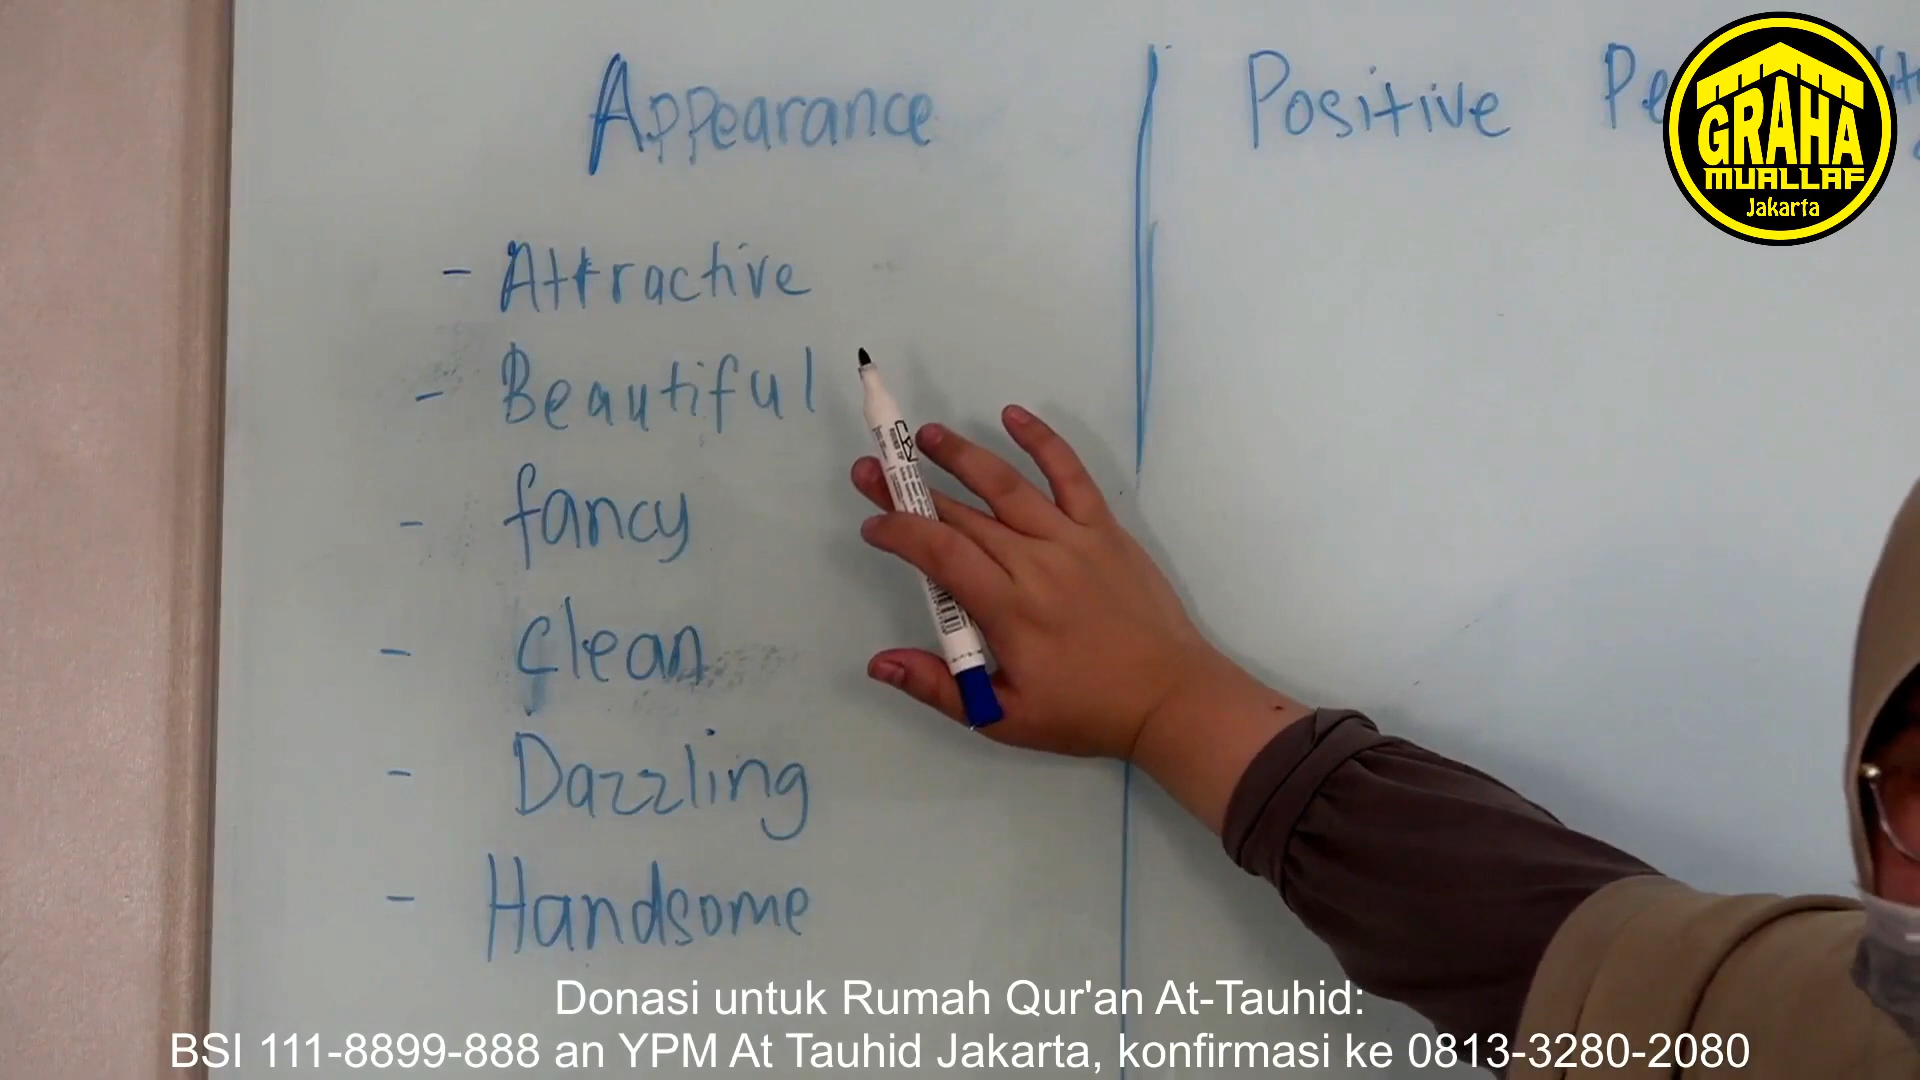 Appearance
- Attractive
- Beautiful
- fancy
- clean
- Dazzling
- Handsome
Positive
GRAHA
MUALLAF
Jakarta
Donasi untuk Rumah Qur'an At-Tauhid:
BSI 111-8899-888 an YPM At Tauhid Jakarta, konfirmasi ke 0813-3280-2080